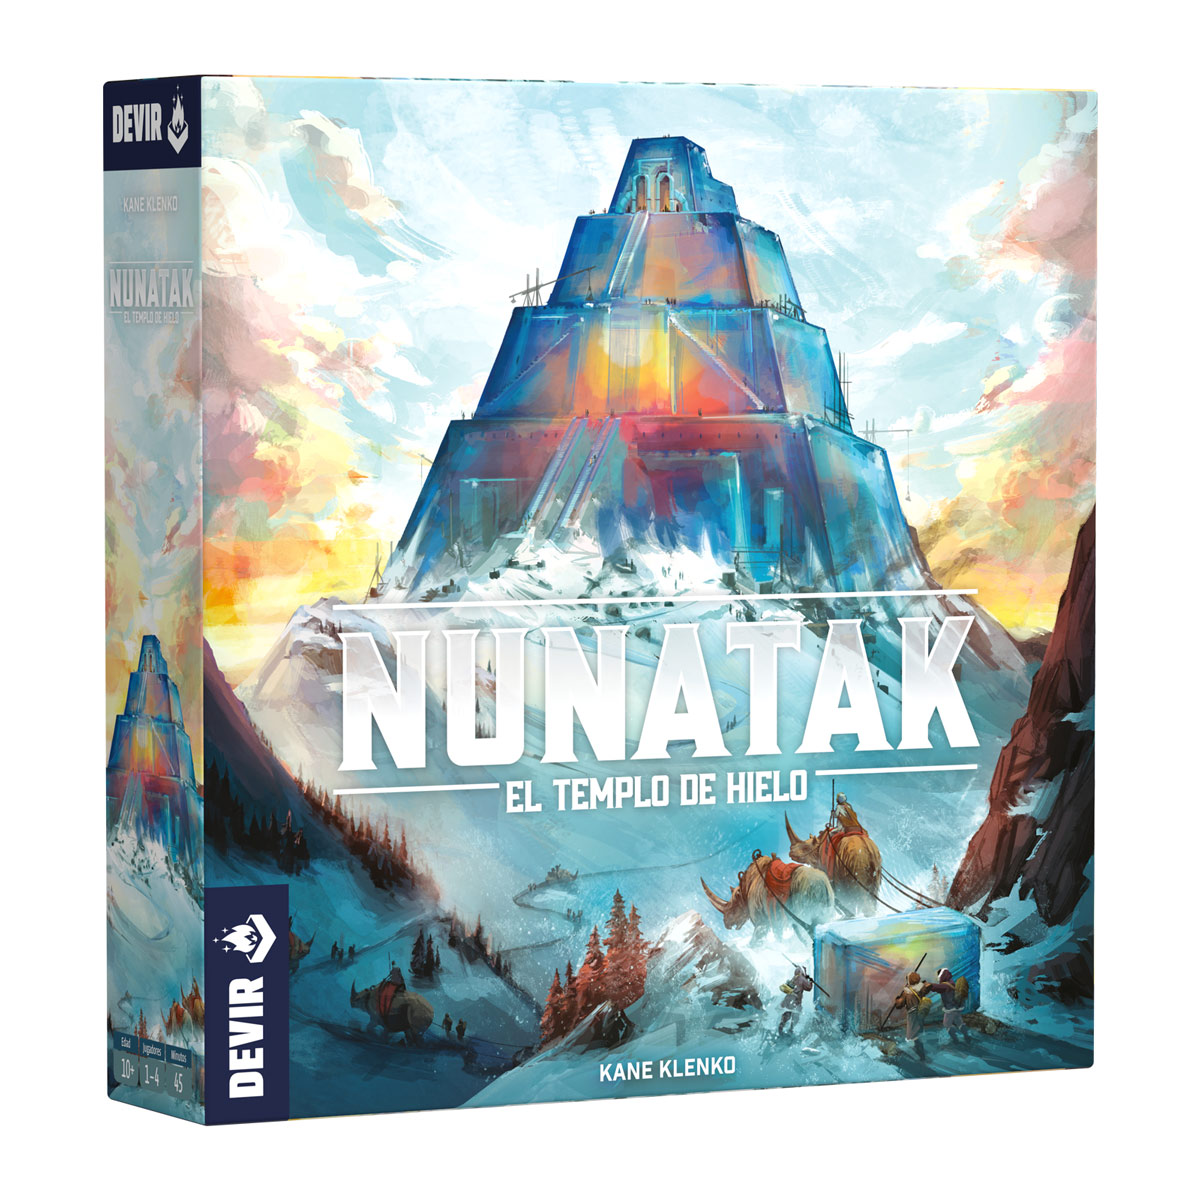 DEVIR
KANE KLENKO
NUNATAK
EL TEMPLO DE HIELO
Edad
10+
Jugadores
1-4
Minutos
45
NUNATAK
EL TEMPLO DE HIELO
DEVIR
KANE KLENKO